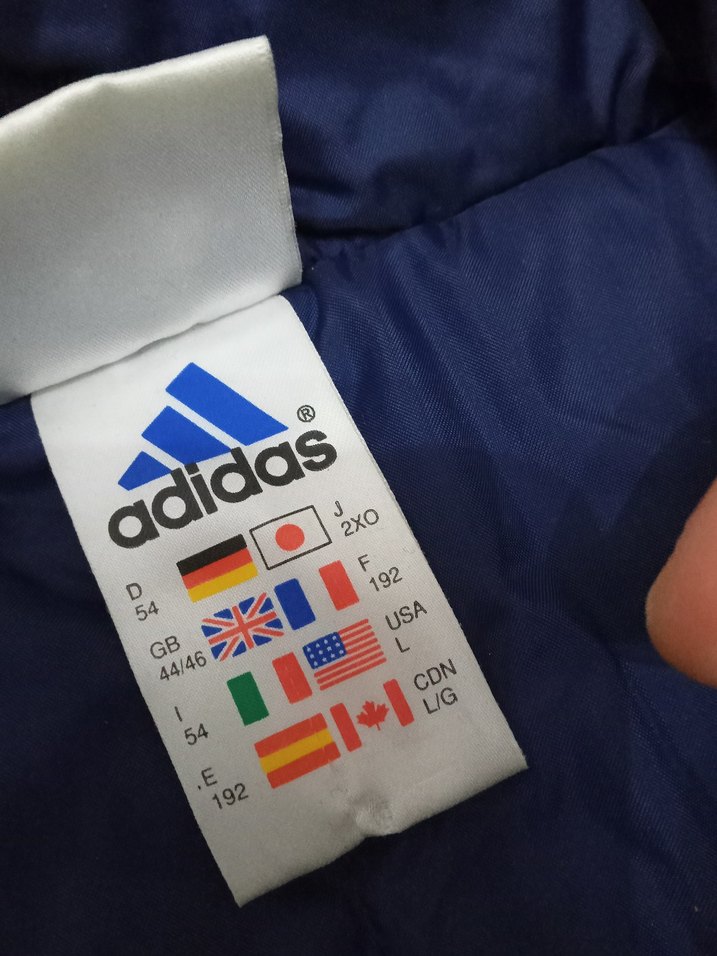 adidas®
D
54
J
2XO
GB
44/46
F
192
I
54
USA
L
E
192
CDN
L/G